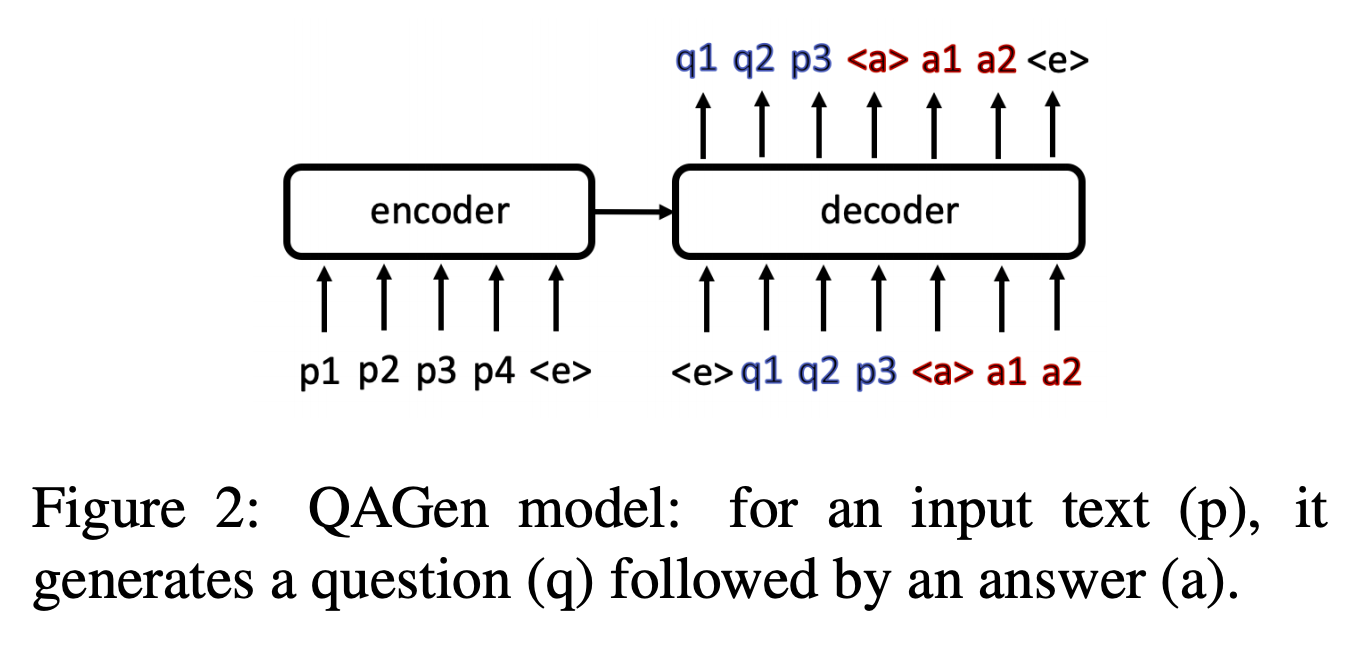 q1 q2 p3 <a> a1 a2 <e>
encoder decoder
p1 p2 p3 p4 <e> <e> q1 q2 p3 <a> a1 a2
Figure 2: QAGen model: for an input text (p), it
generates a question (q) followed by an answer (a).